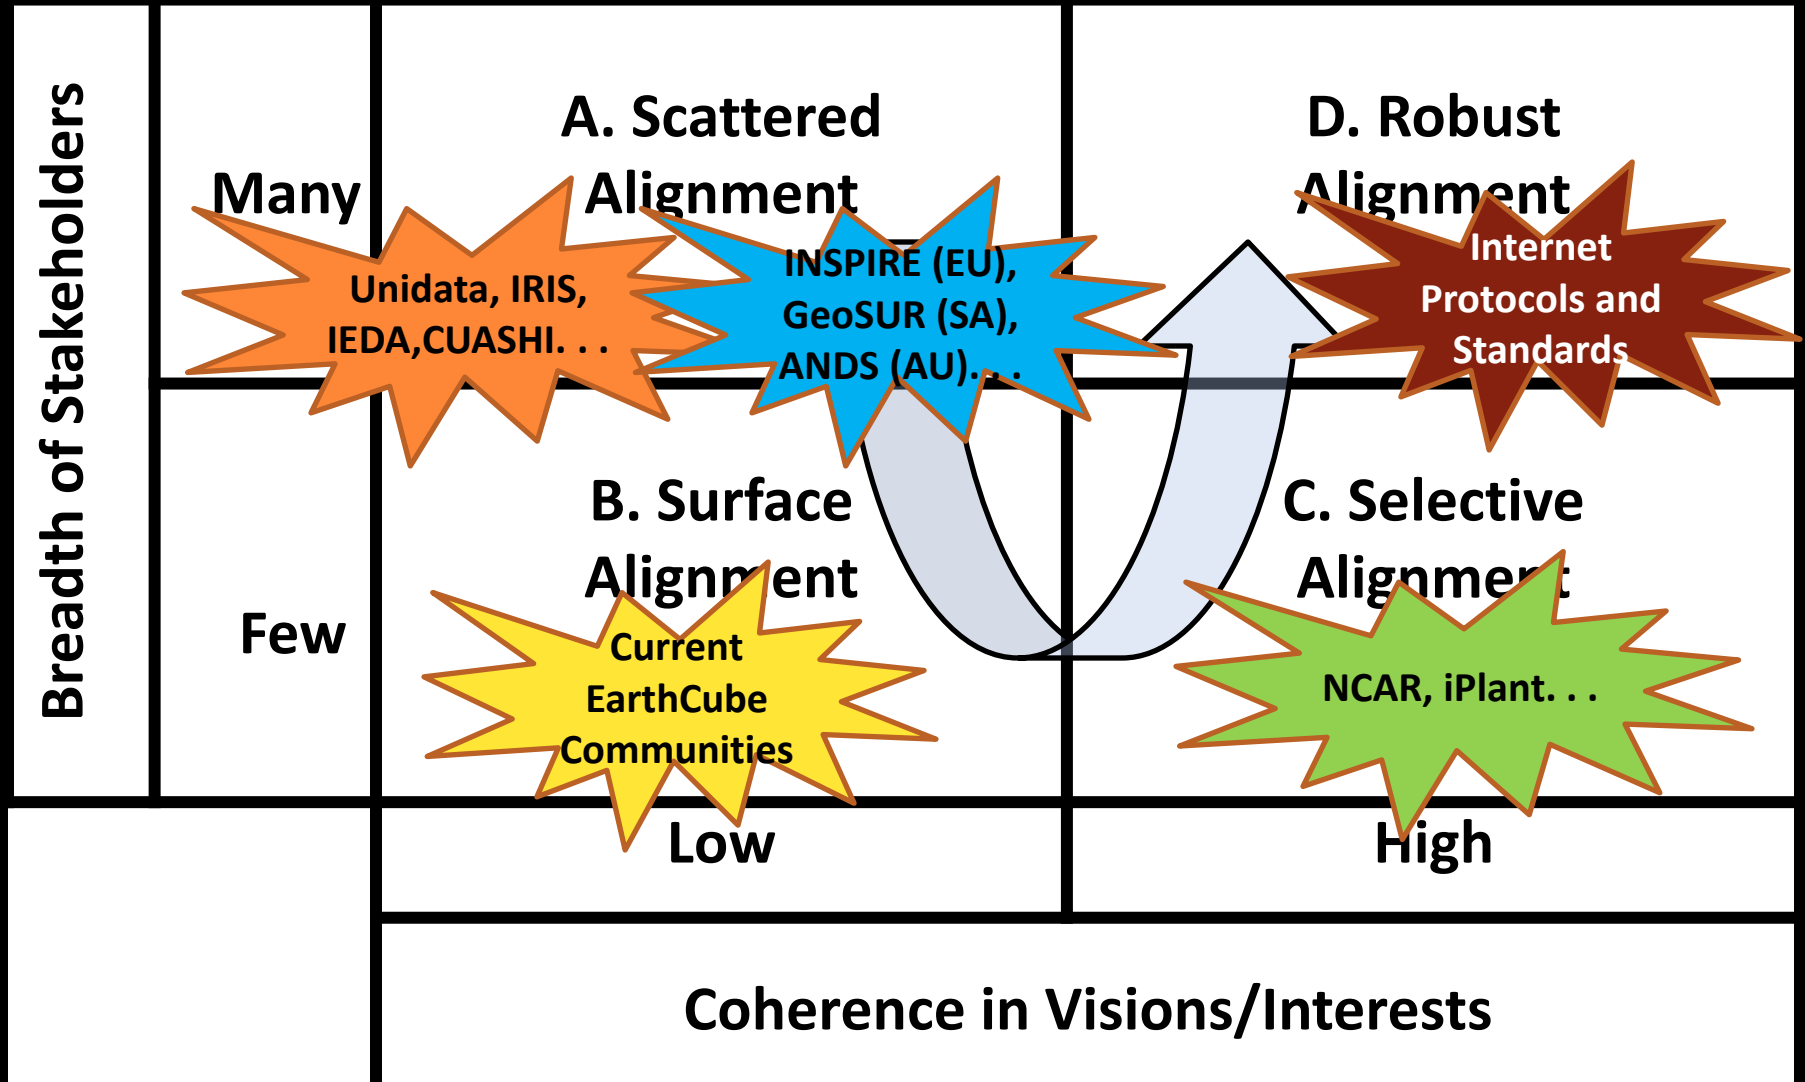 Breadth of Stakeholders
Many
A. Scattered
Alignment
D. Robust
Alignment
Unidata, IRIS,
IEDA,CUASHI. . .
INSPIRE (EU),
GeoSUR (SA),
ANDS (AU). . .
Internet
Protocols and
Standards
Few
B. Surface
Alignment
C. Selective
Alignment
Current
EarthCube
Communities
NCAR, iPlant. . .
Low
High
Coherence in Visions/Interests